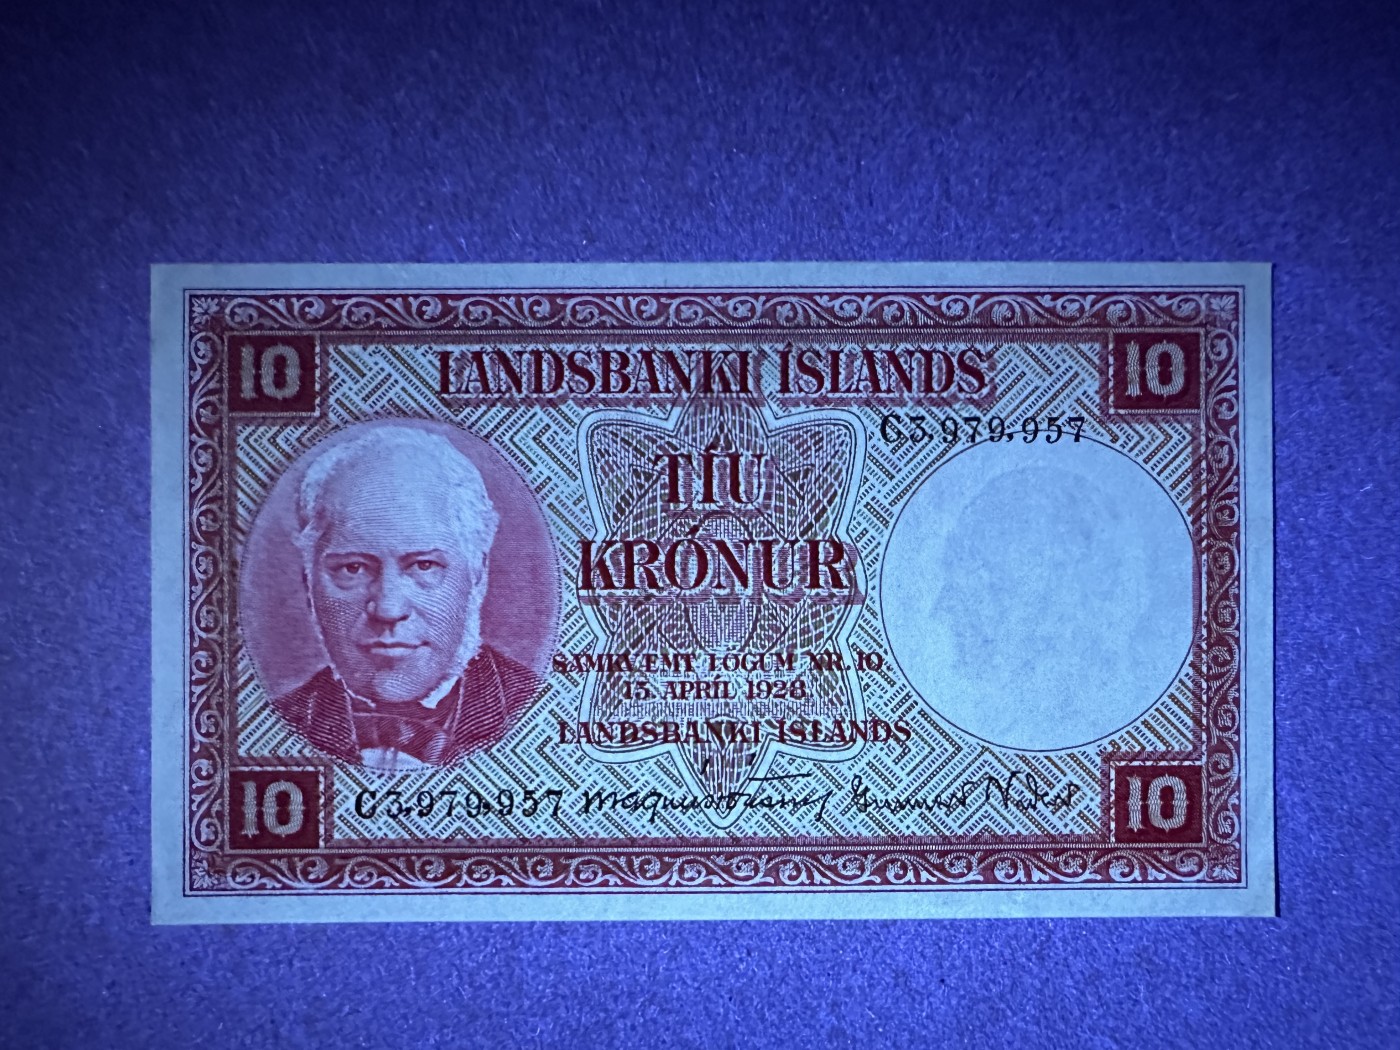 10 LANDSBANKI ÍSLANDS 10
C3,979,957
TÍU
KRÓNUR
SAMKVÆMT LÖGUM NR. 10
15. APRÍL 1928
LANDSBANKI ÍSLANDS
10 C3,979,957 10